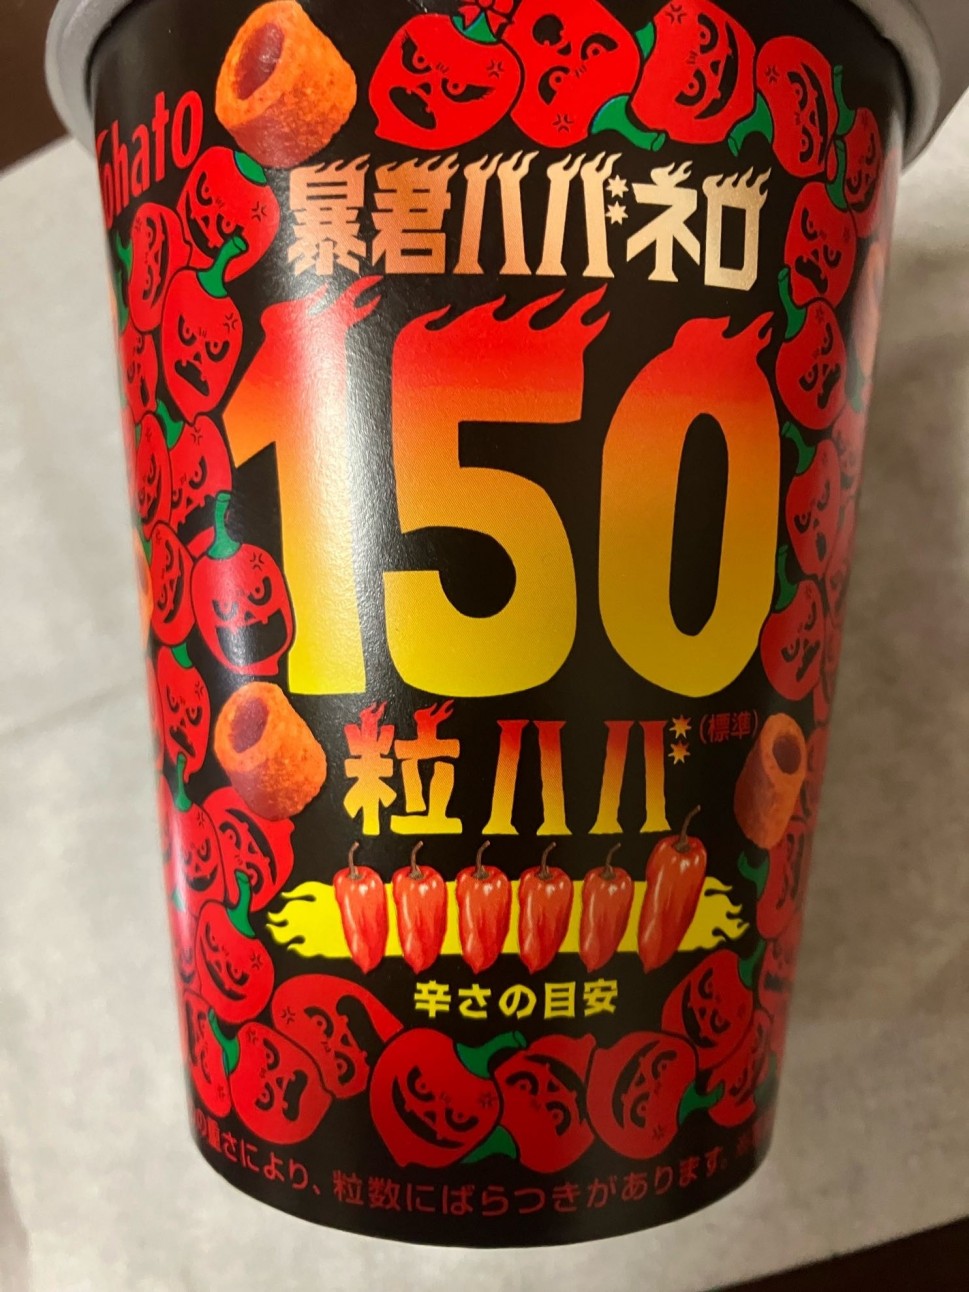 Tohato
暴君ハバネロ
150
粒ハバ(標準)
辛さの目安
の重さにより、粒数にばらつきがあります。